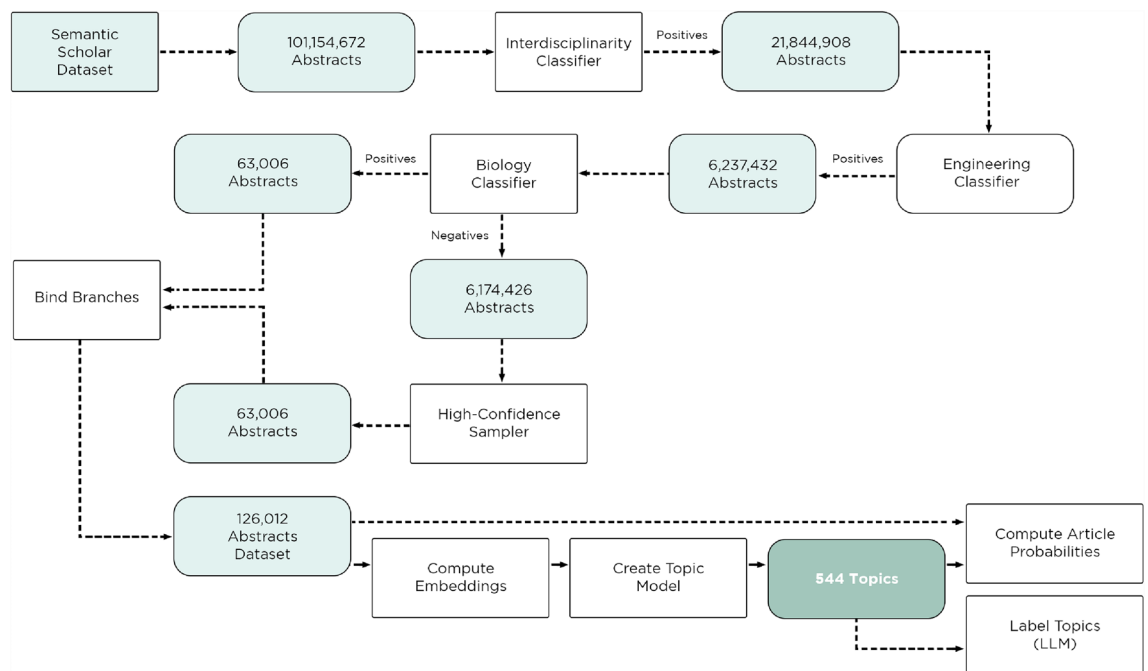 Semantic
Scholar
Dataset
101,154,672
Abstracts
Interdisciplinarity
Classifier
Positives
21,844,908
Abstracts
63,006
Abstracts
Positives
Biology
Classifier
6,237,432
Abstracts
Positives
Engineering
Classifier
Negatives
Bind Branches
6,174,426
Abstracts
63,006
Abstracts
High-Confidence
Sampler
126,012
Abstracts
Dataset
Compute
Embeddings
Create Topic
Model
544 Topics
Compute Article
Probabilities
Label Topics
(LLM)